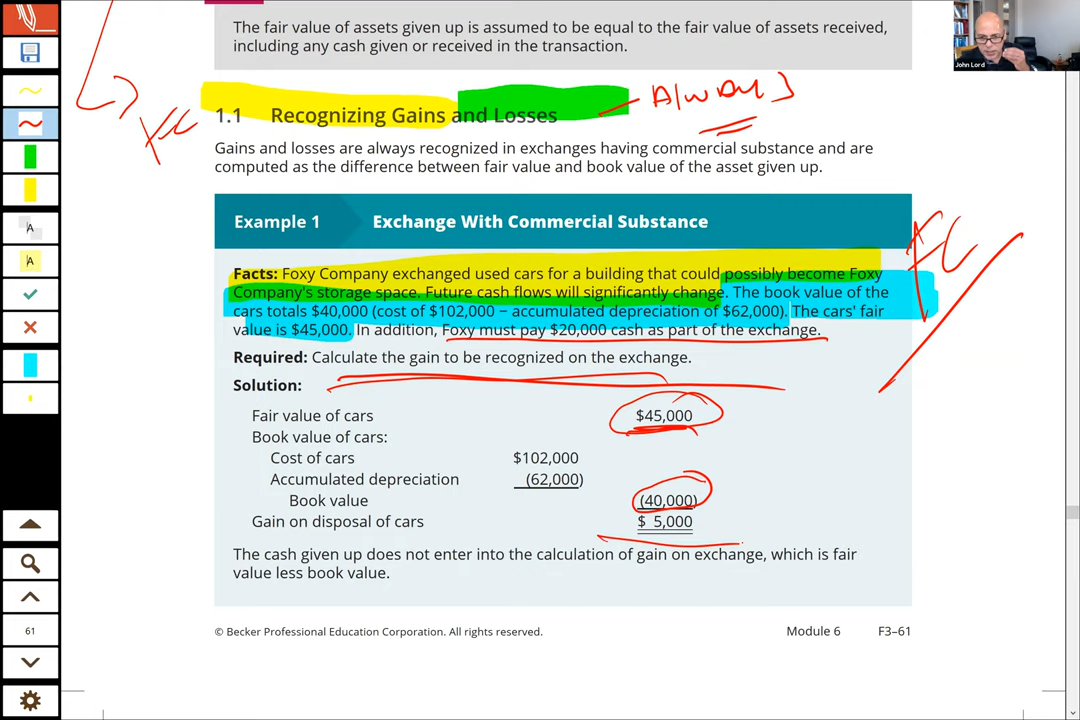 The fair value of assets given up is assumed to be equal to the fair value of assets received,
including any cash given or received in the transaction.
John Lord
1.1 Recognizing Gains and Losses
Always
Gains and losses are always recognized in exchanges having commercial substance and are
computed as the difference between fair value and book value of the asset given up.
Example 1 Exchange With Commercial Substance
Facts: Foxy Company exchanged used cars for a building that could possibly become Foxy
Company's storage space. Future cash flows will significantly change. The book value of the
cars totals $40,000 (cost of $102,000 − accumulated depreciation of $62,000). The cars' fair
value is $45,000. In addition, Foxy must pay $20,000 cash as part of the exchange.
Required: Calculate the gain to be recognized on the exchange.
Solution:
Fair value of cars $45,000
Book value of cars:
Cost of cars $102,000
Accumulated depreciation (62,000)
Book value (40,000)
Gain on disposal of cars $ 5,000
The cash given up does not enter into the calculation of gain on exchange, which is fair
value less book value.
© Becker Professional Education Corporation. All rights reserved. Module 6 F3–61
A
A
61